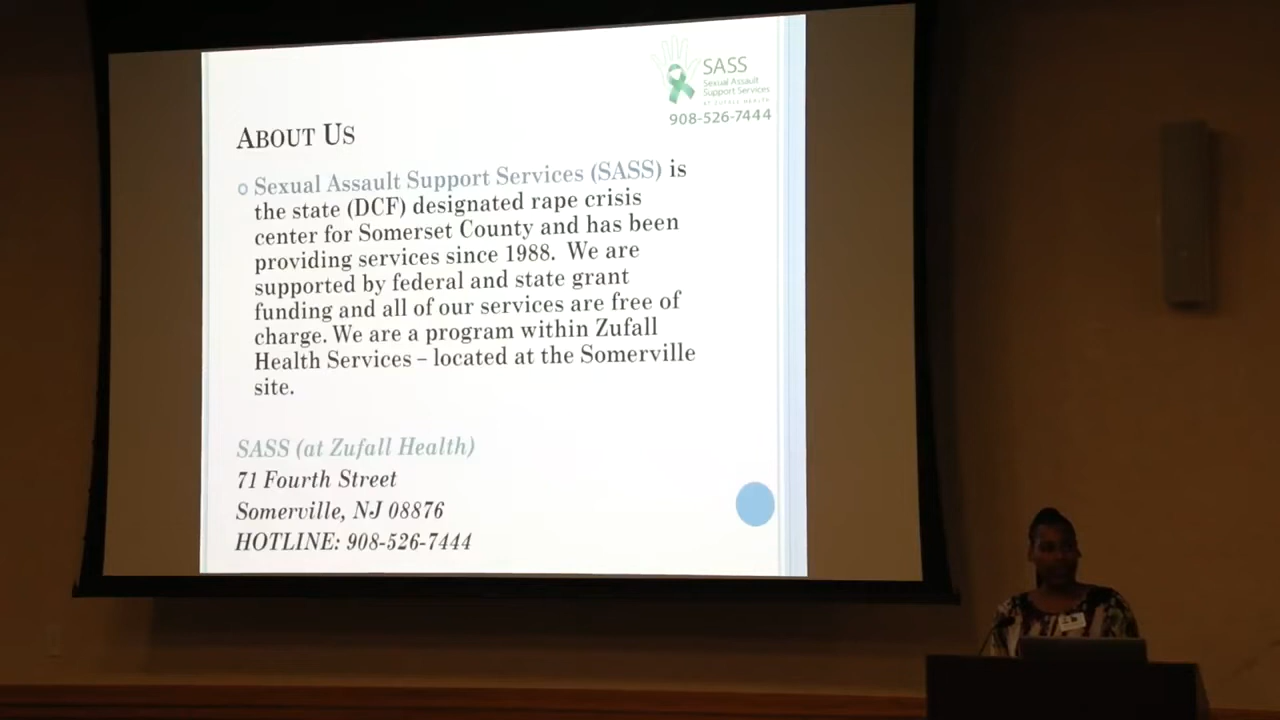 SASS
Sexual Assault
Support Services
AT ZUFALL HEALTH
908-526-7444
ABOUT US
Sexual Assault Support Services (SASS) is
the state (DCF) designated rape crisis
center for Somerset County and has been
providing services since 1988. We are
supported by federal and state grant
funding and all of our services are free of
charge. We are a program within Zufall
Health Services – located at the Somerville
site.
SASS (at Zufall Health)
71 Fourth Street
Somerville, NJ 08876
HOTLINE: 908-526-7444